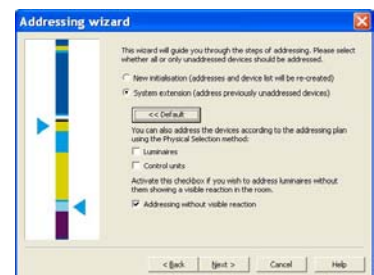 Addressing wizard
This wizard will guide you through the steps of addressing. Please select
whether all or only unaddressed devices should be addressed.
New initialisation (addresses and device list will be re-created)
System extension (address previously unaddressed devices)
<< Default
You can also address the devices according to the addressing plan
using the Physical Selection method:
Luminaires
Control units
Activate this checkbox if you wish to address luminaires without
them showing a visible reaction in the room.
Addressing without visible reaction
< Back
Next >
Cancel
Help